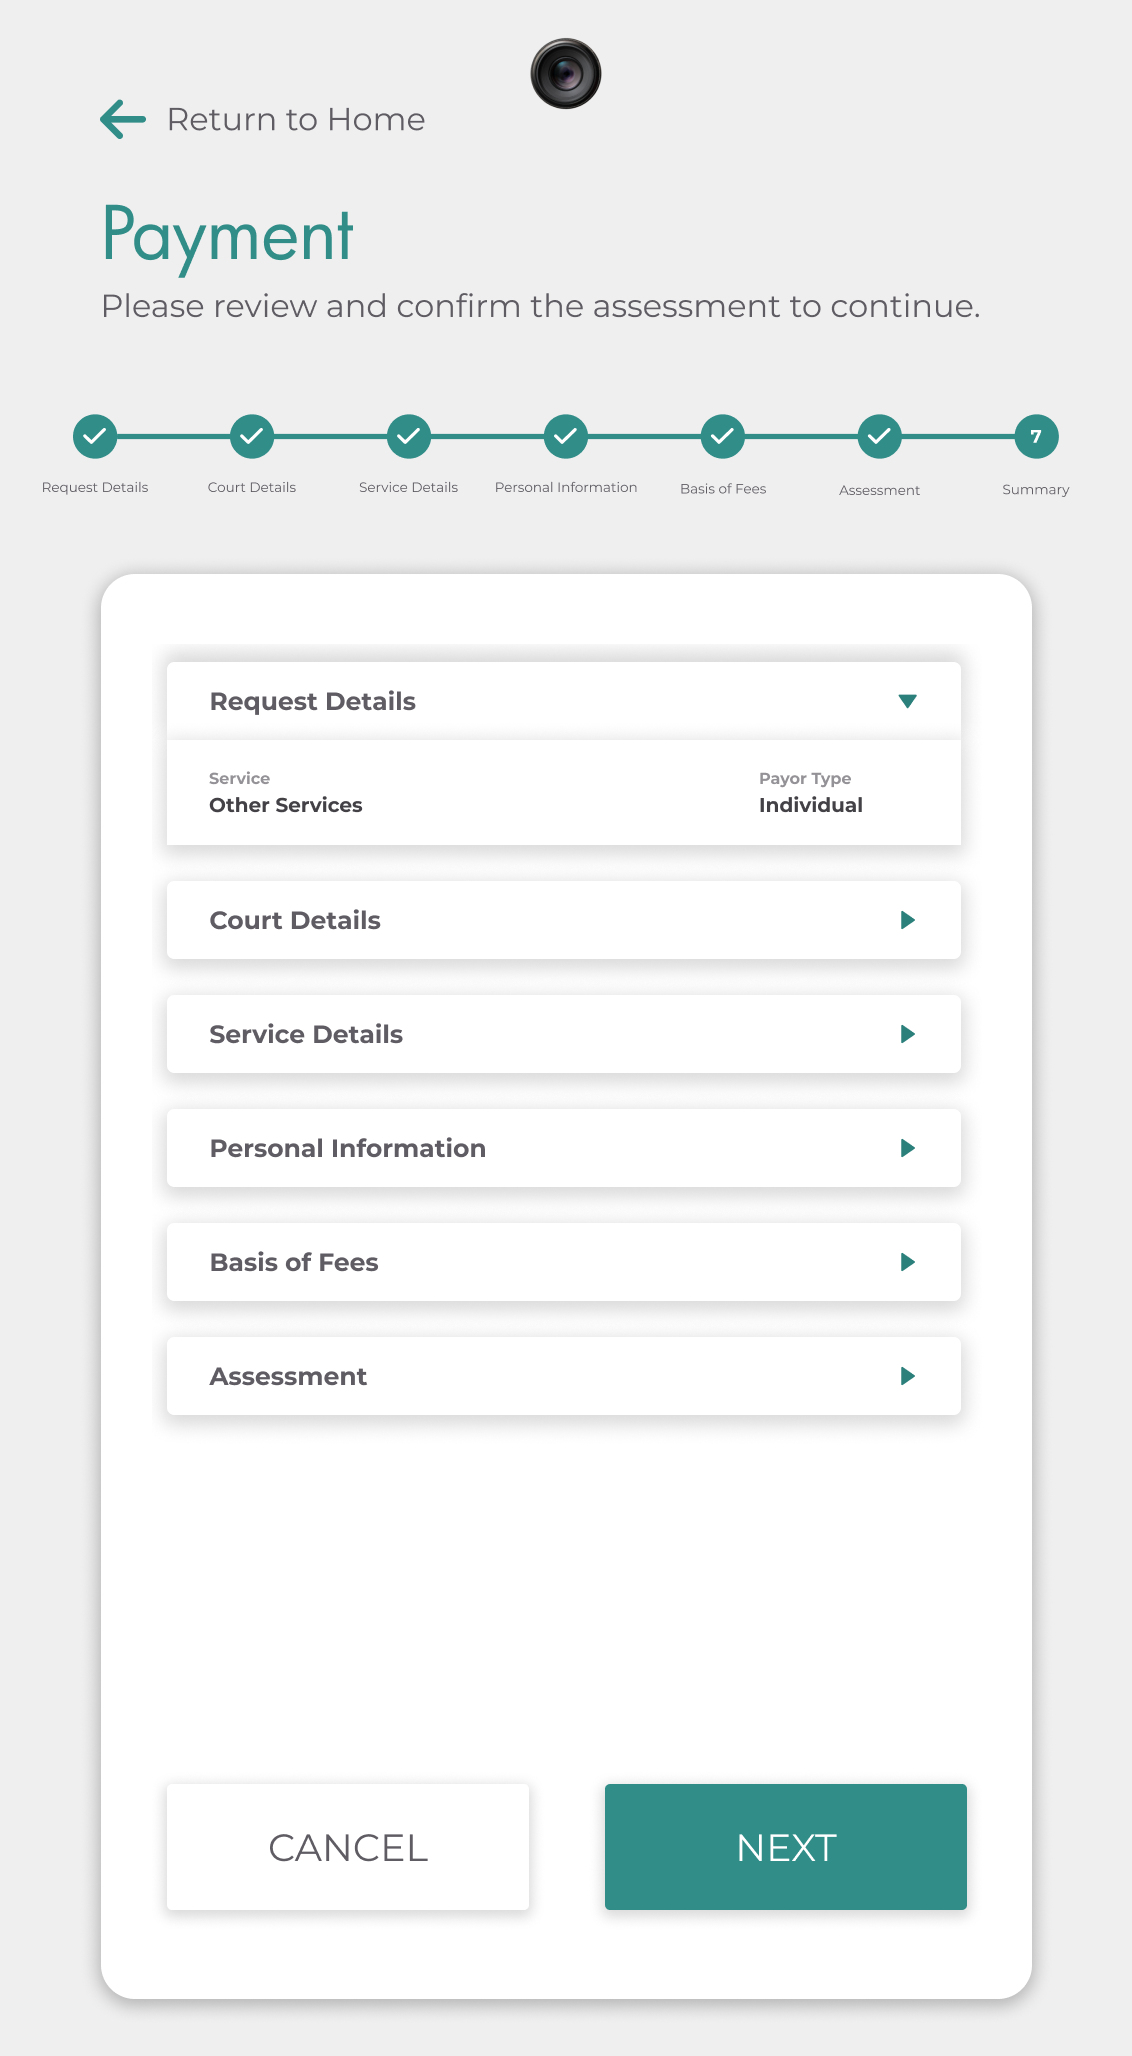 Return to Home
Payment
Please review and confirm the assessment to continue.
7
Request Details
Court Details
Service Details
Personal Information
Basis of Fees
Assessment
Summary
Request Details
Service
Payor Type
Other Services
Individual
Court Details
Service Details
Personal Information
Basis of Fees
Assessment
CANCEL
NEXT